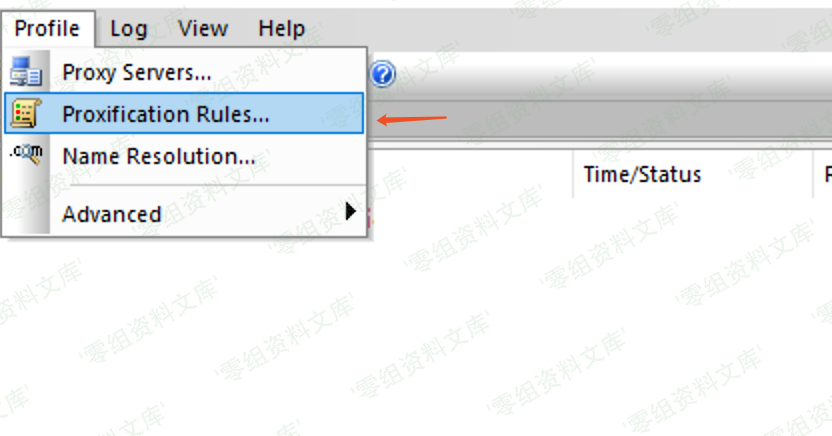 Profile Log View Help
Proxy Servers...
Proxification Rules...
.com Name Resolution...
Time/Status
Advanced
'零组资料文库'